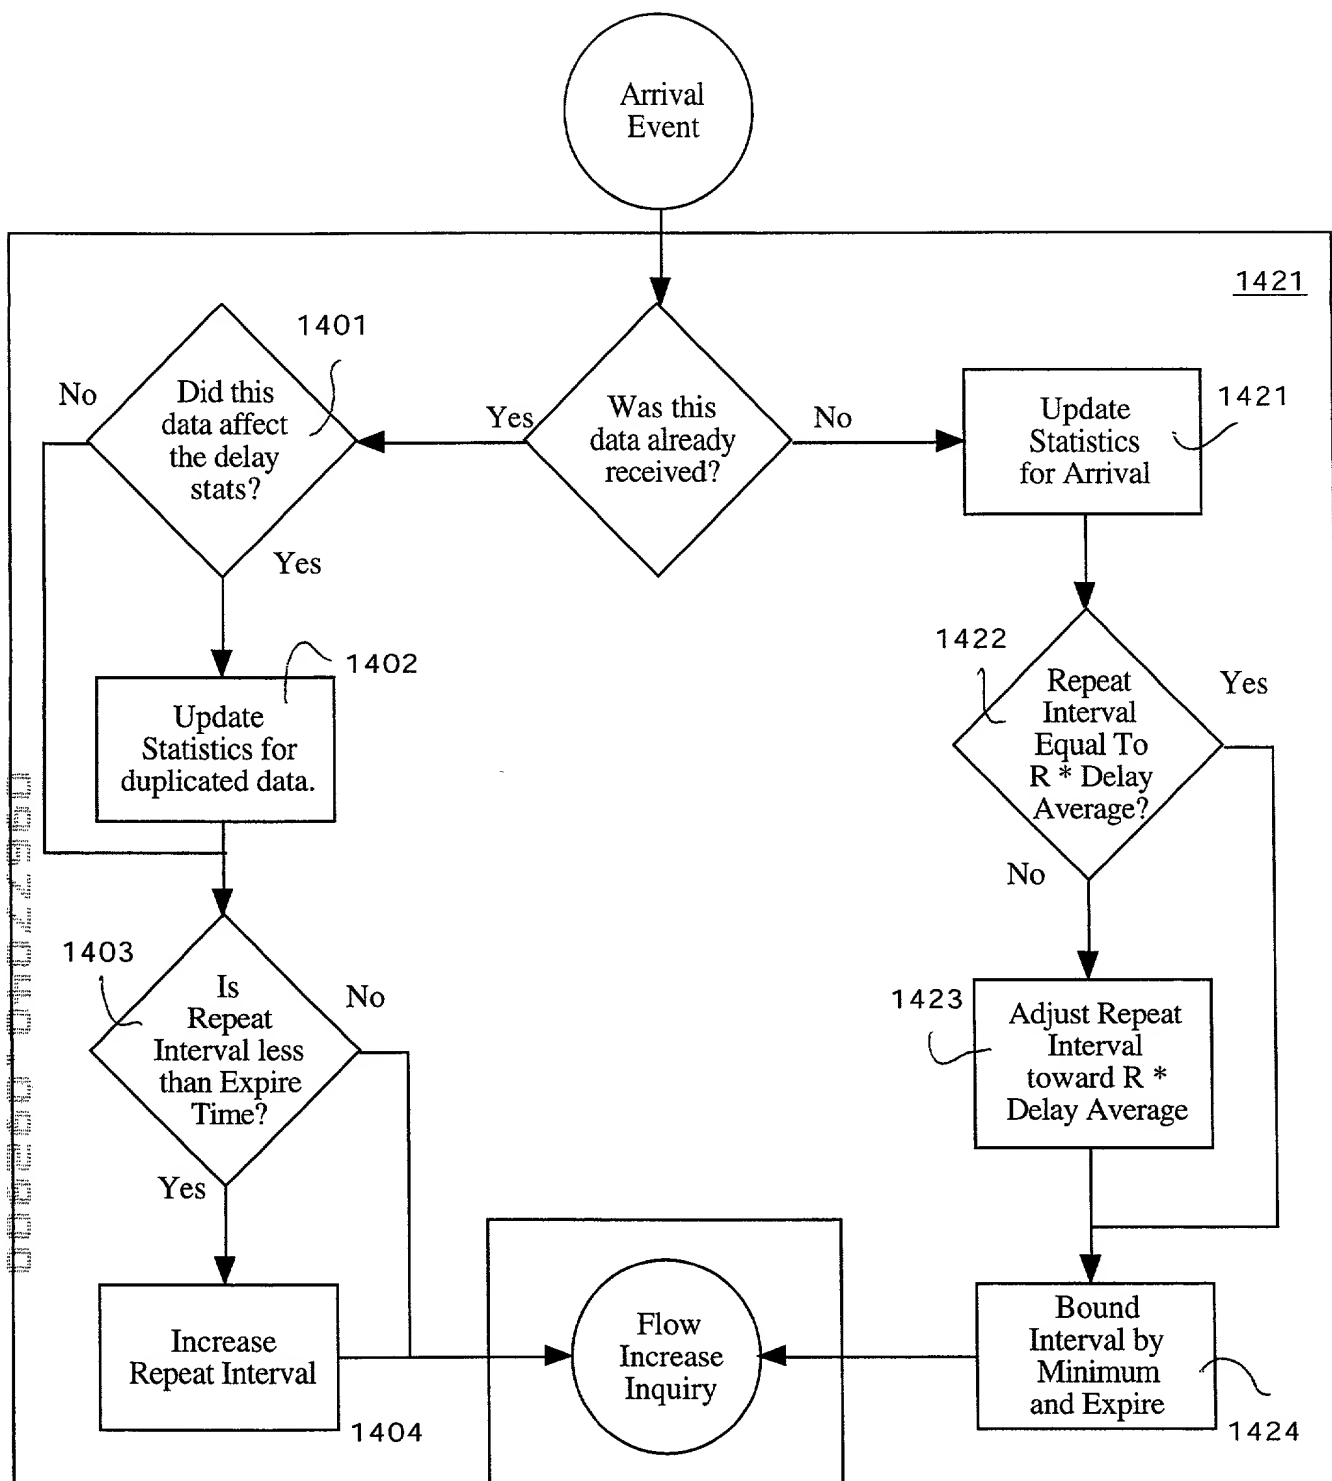 Arrival
Event
1421
1401
No
Did this
data affect
the delay
stats?
Yes
Was this
data already
received?
No
Update
Statistics
for Arrival
1421
Yes
1402
Update
Statistics for
duplicated data.
1422
Repeat
Interval
Equal To
R * Delay
Average?
Yes
No
1403
Is
Repeat
Interval less
than Expire
Time?
No
Yes
1423
Adjust Repeat
Interval
toward R *
Delay Average
Increase
Repeat Interval
1404
Flow
Increase
Inquiry
Bound
Interval by
Minimum
and Expire
1424